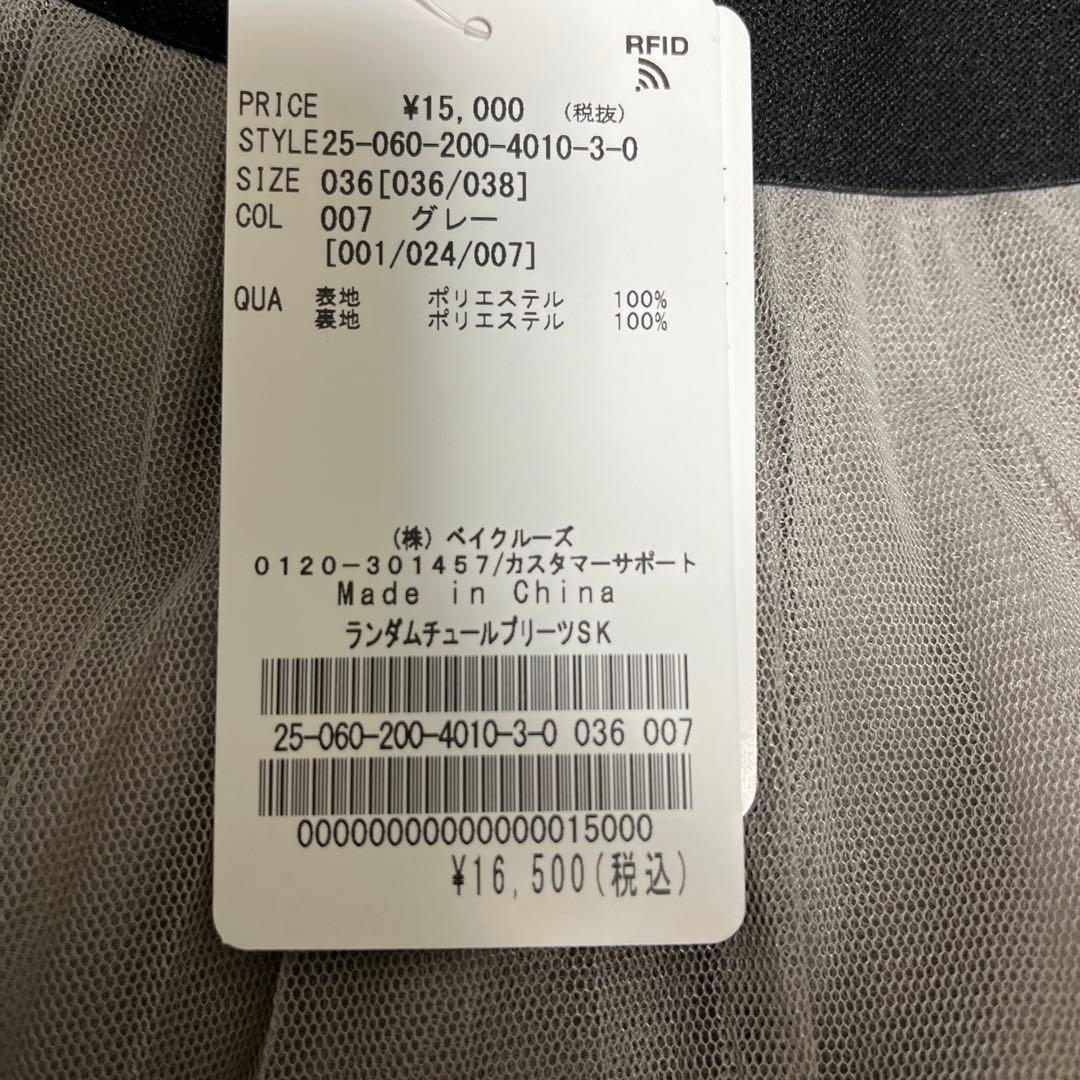 RFID
PRICE ¥15,000 (税抜)
STYLE25-060-200-4010-3-0
SIZE 036[036/038]
COL 007 グレー
[001/024/007]
QUA 表地 ポリエステル 100%
裏地 ポリエステル 100%
(株) ベイクルーズ
0120-301457/カスタマーサポート
Made in China
ランダムチュールプリーツSK
25-060-200-4010-3-0 036 007
00000000000000015000
¥16,500(税込)